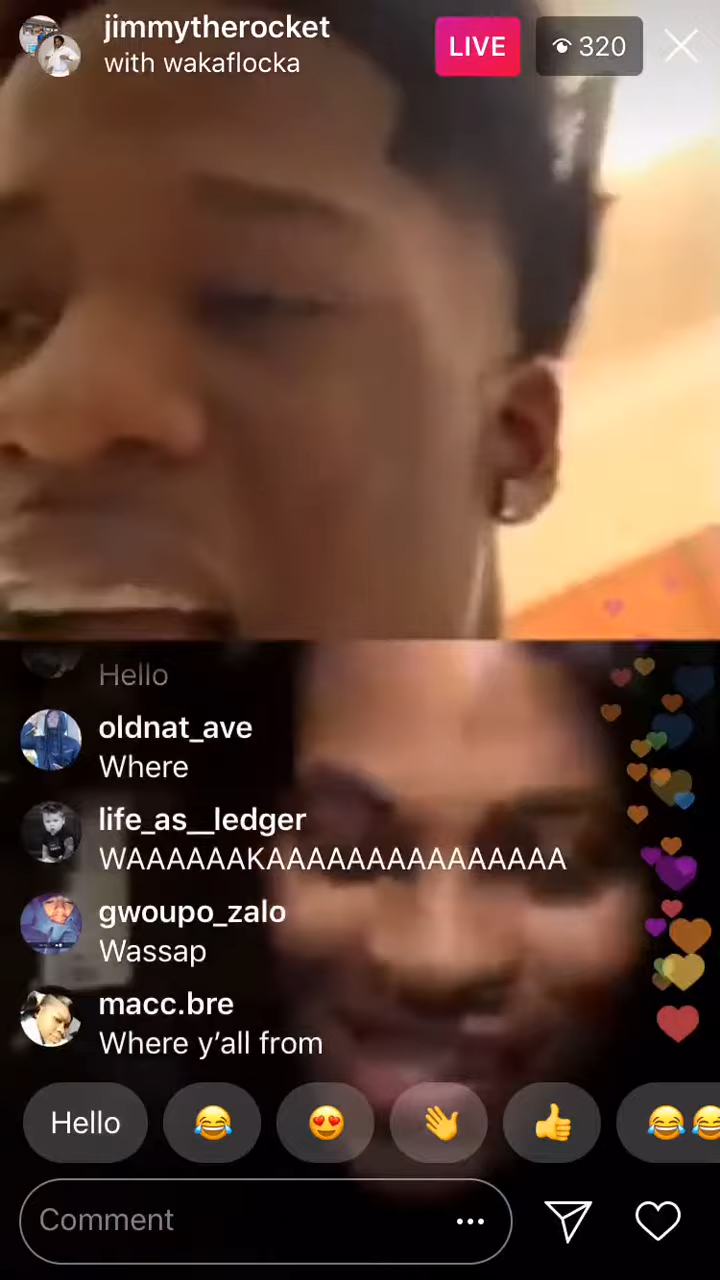 jimmytherocket
with wakaflocka
LIVE
320
Hello
oldnat_ave
Where
life_as__ledger
WAAAAAAKAAAAAAAAAAAAAAA
gwoupo_zalo
Wassap
macc.bre
Where y’all from
Hello
Comment